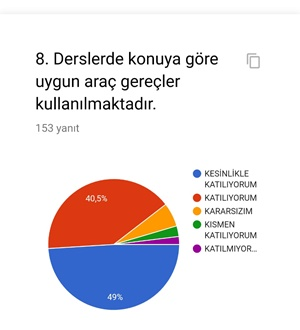 8. Derslerde konuya göre
uygun araç gereçler
kullanılmaktadır.
153 yanıt
KESİNLİKLE
KATILIYORUM
KATILIYORUM
KARARSIZIM
KISMEN
KATILIYORUM
KATILMIYOR...
40,5%
49%